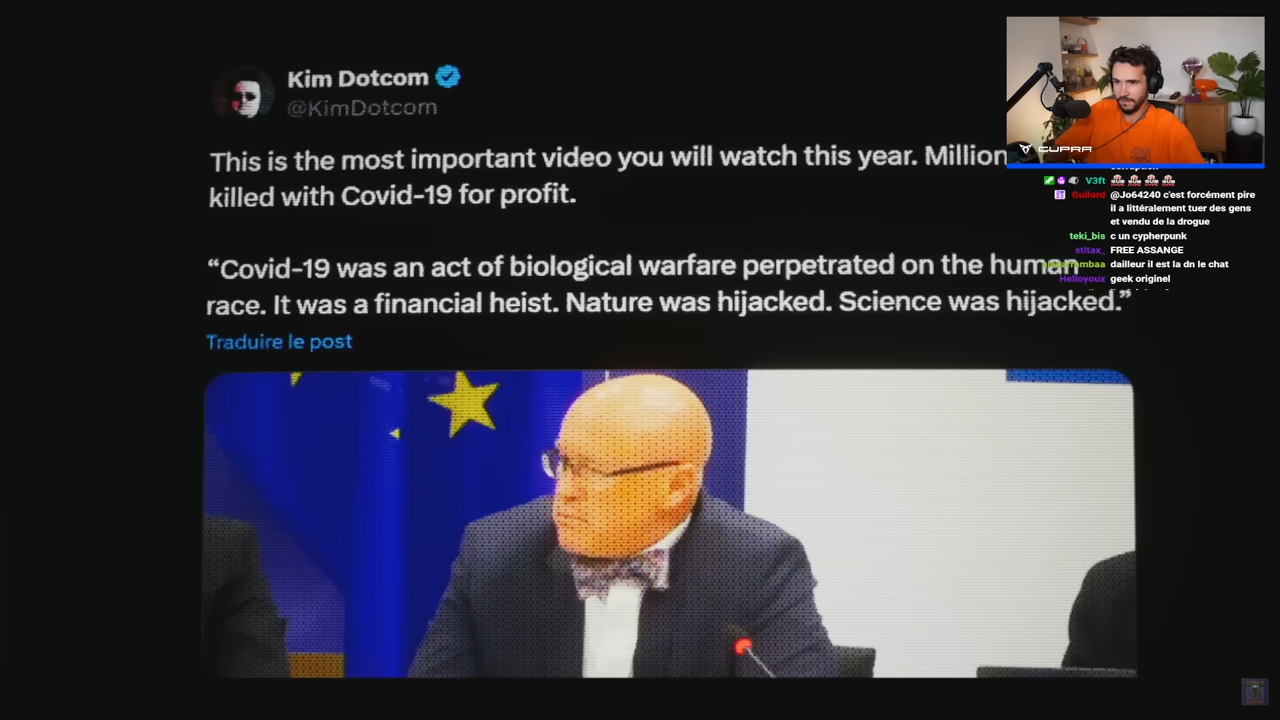 Kim Dotcom
@KimDotcom
This is the most important video you will watch this year. Million
killed with Covid-19 for profit.
“Covid-19 was an act of biological warfare perpetrated on the human
race. It was a financial heist. Nature was hijacked. Science was hijacked.”
Traduire le post
CUPRA
V3ft
Guilord @Jo64240 c'est forcément pire
il a littéralement tuer des gens
et vendu de la drogue
teki_bis c un cypherpunk
stitax_ FREE ASSANGE
dailleur il est la dn le chat
Helloyoux geek originel